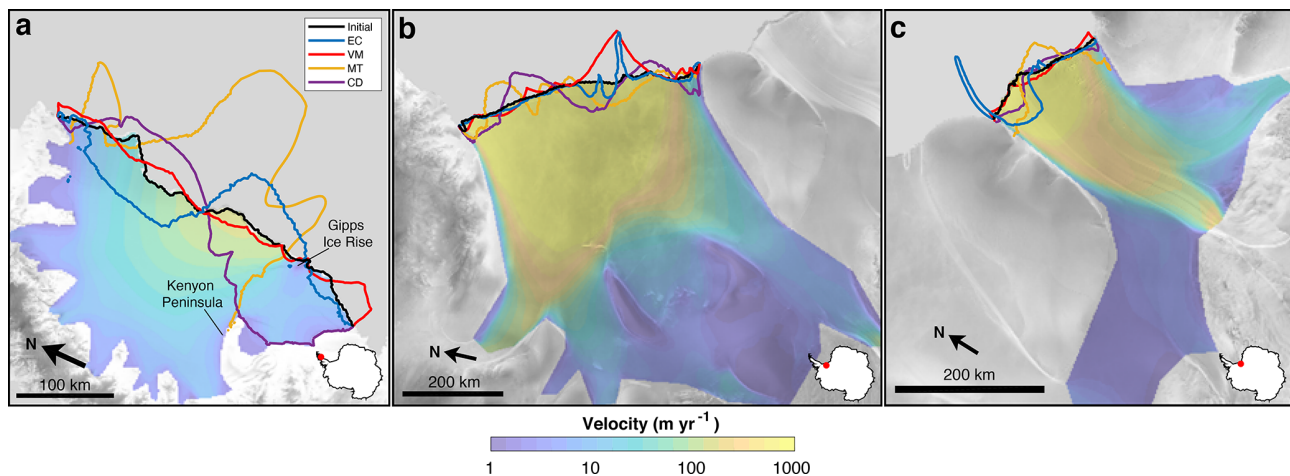 a
Initial
EC
VM
MT
CD
Gipps
Ice Rise
Kenyon
Peninsula
N
100 km
b
N
200 km
c
N
200 km
Velocity (m yr -1)
1 10 100 1000